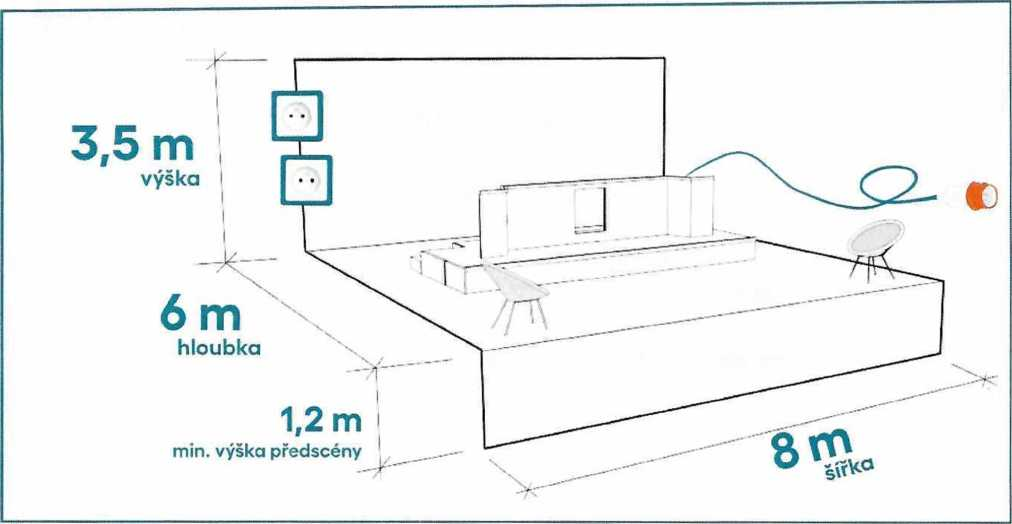 3,5 m
výška
6 m
hloubka
1,2 m
min. výška předscény
8 m
šířka